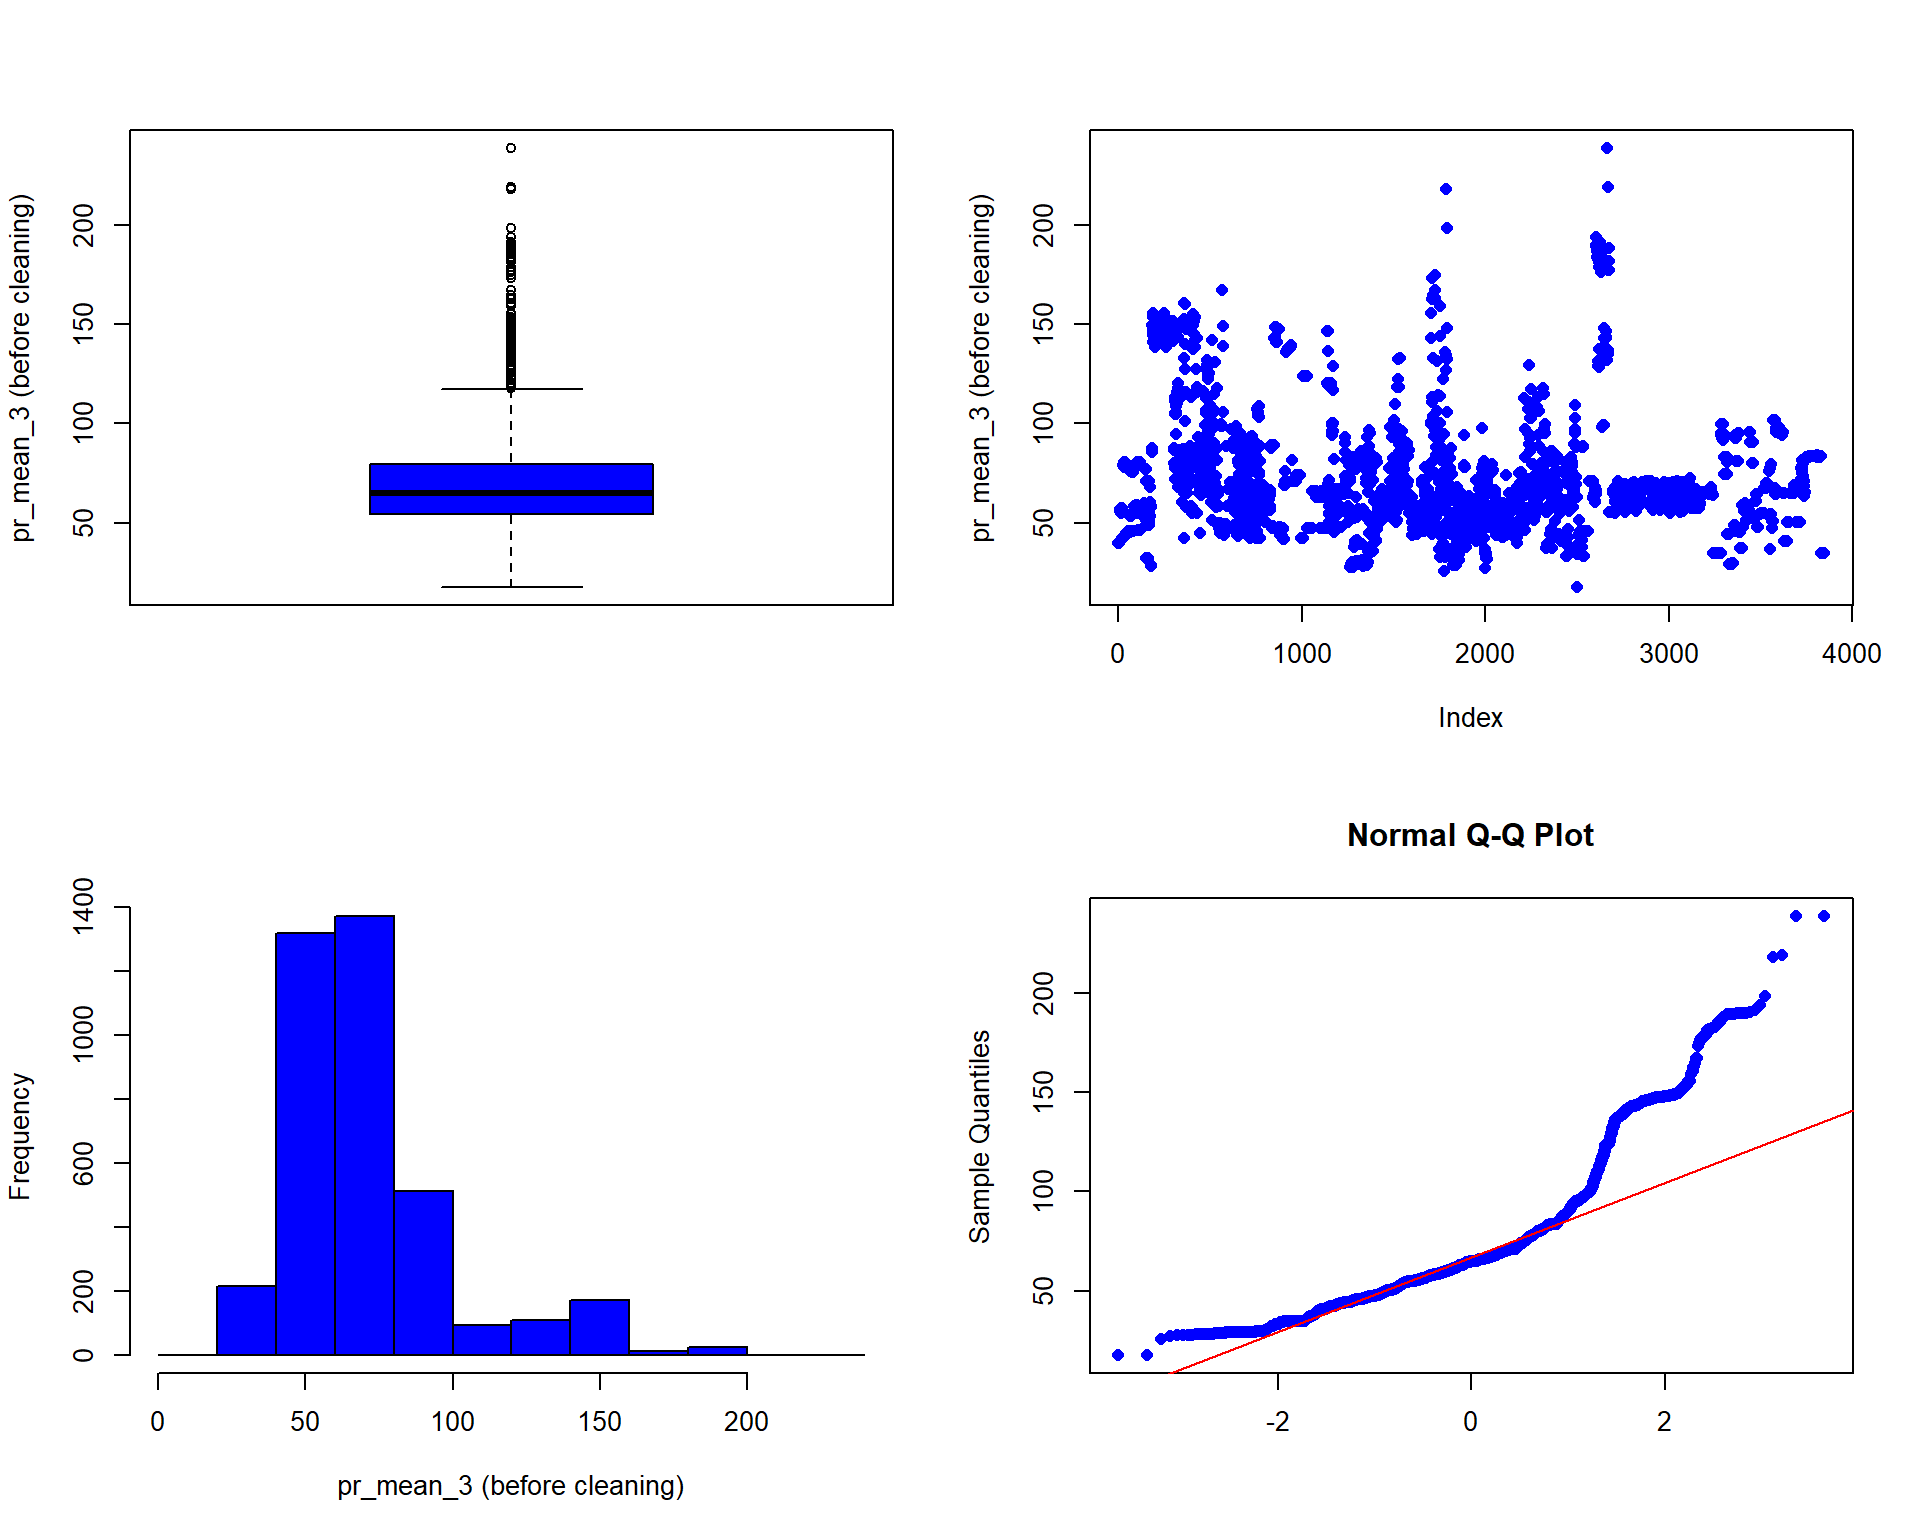 pr_mean_3 (before cleaning)
50 100 150 200
pr_mean_3 (before cleaning)
50 100 150 200
0 1000 2000 3000 4000
Index
Frequency
0 200 600 1000 1400
0 50 100 150 200
pr_mean_3 (before cleaning)
Normal Q-Q Plot
Sample Quantiles
50 100 150 200
-2 0 2